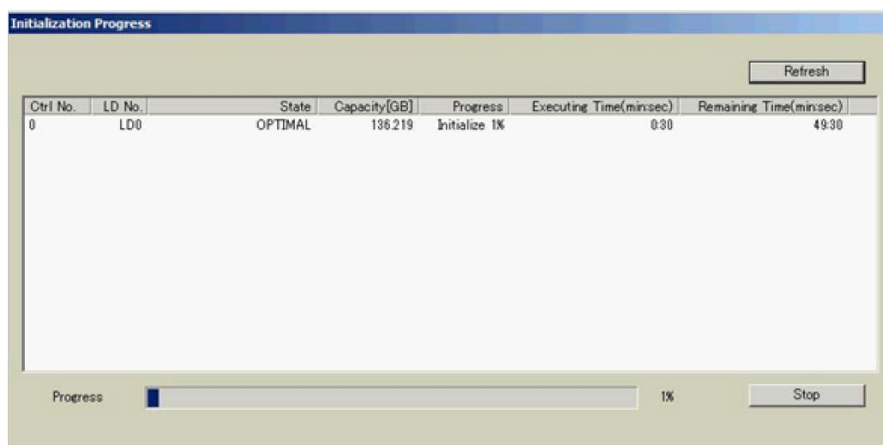 Initialization Progress
Refresh
Ctrl No. LD No. State Capacity[GB] Progress Executing Time(min:sec) Remaining Time(min:sec)
0 LD0 OPTIMAL 136.219 Initialize 1% 0:30 49:30
Progress 1% Stop